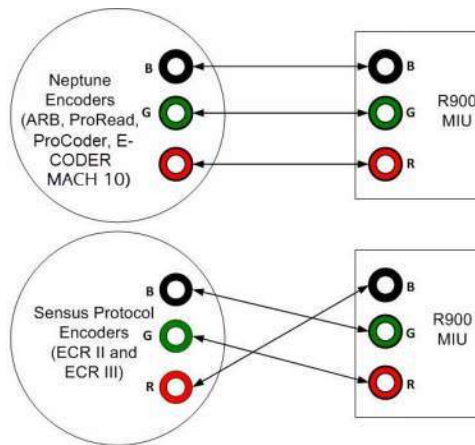 Neptune
Encoders
(ARB, ProRead,
ProCoder, E-
CODER
MACH 10)
B
G
B
G
R
R900
MIU
Sensus Protocol
Encoders
(ECR II and
ECR III)
B
G
R
B
G
R
R900
MIU